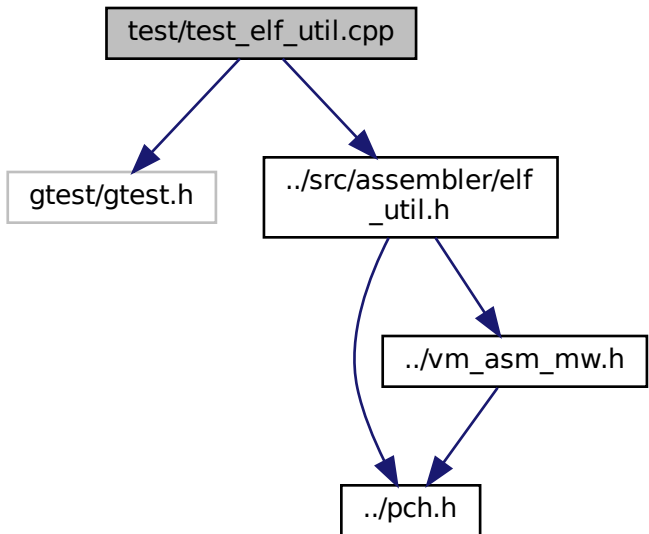 test/test_elf_util.cpp
gtest/gtest.h
../src/assembler/elf
_util.h
../vm_asm_mw.h
../pch.h